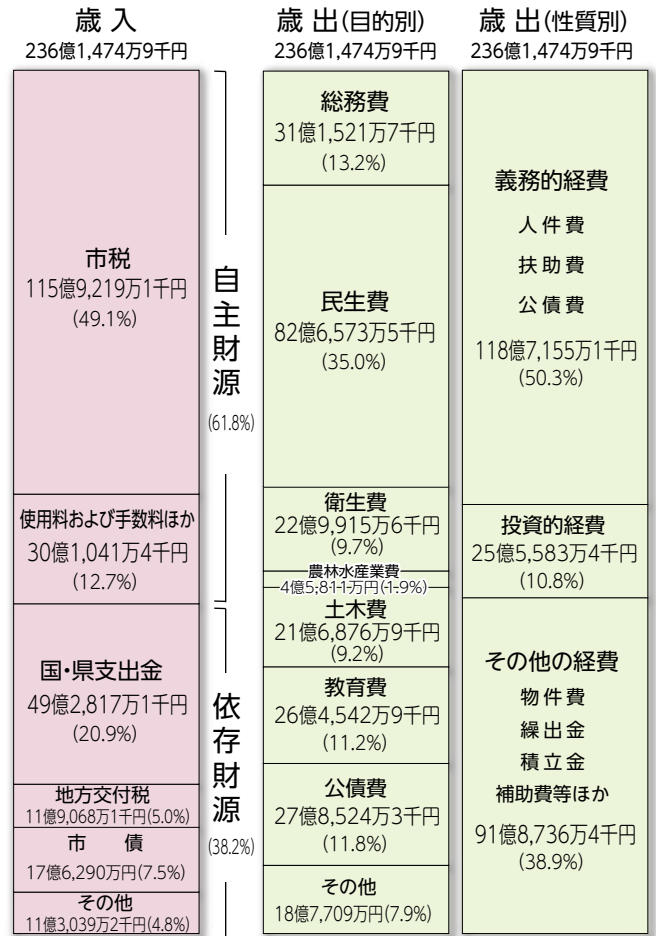 歳入
236億1,474万9千円
市税
115億9,219万1千円
(49.1%)
使用料および手数料ほか
30億1,041万4千円
(12.7%)
国・県支出金
49億2,817万1千円
(20.9%)
地方交付税
11億9,068万1千円(5.0%)
市債
17億6,290万円(7.5%)
その他
11億3,039万2千円(4.8%)
自主財源
(61.8%)
依存財源
(38.2%)
歳出(目的別)
236億1,474万9千円
総務費
31億1,521万7千円
(13.2%)
民生費
82億6,573万5千円
(35.0%)
衛生費
22億9,915万6千円
(9.7%)
農林水産業費
4億5,811万円(1.9%)
土木費
21億6,876万9千円
(9.2%)
教育費
26億4,542万9千円
(11.2%)
公債費
27億8,524万3千円
(11.8%)
その他
18億7,709万円(7.9%)
歳出(性質別)
236億1,474万9千円
義務的経費
人件費
扶助費
公債費
118億7,155万1千円
(50.3%)
投資的経費
25億5,583万4千円
(10.8%)
その他の経費
物件費
繰出金
積立金
補助費等ほか
91億8,736万4千円
(38.9%)